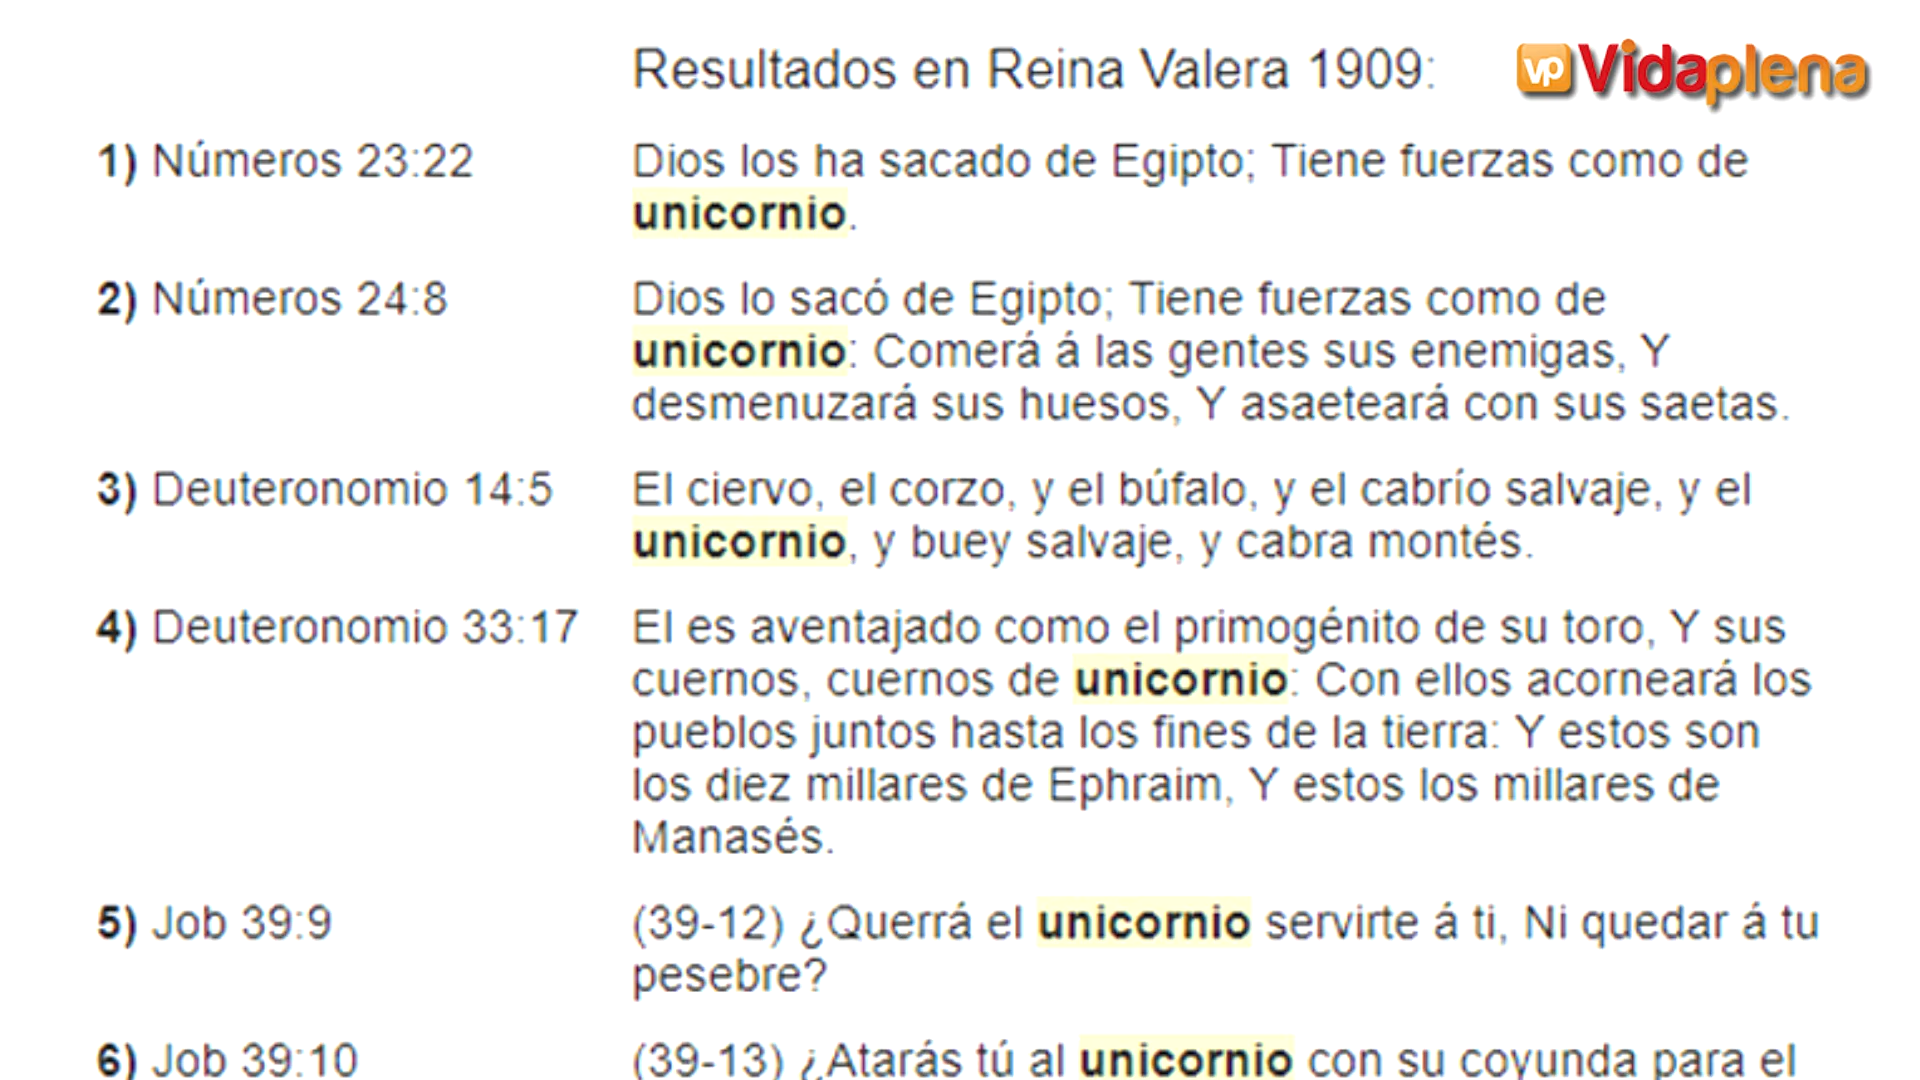 Resultados en Reina Valera 1909:
vp Vidaplena
1) Números 23:22
Dios los ha sacado de Egipto; Tiene fuerzas como de
unicornio.
2) Números 24:8
Dios lo sacó de Egipto; Tiene fuerzas como de
unicornio: Comerá á las gentes sus enemigas, Y
desmenuzará sus huesos, Y asaeteará con sus saetas.
3) Deuteronomio 14:5
El ciervo, el corzo, y el búfalo, y el cabrío salvaje, y el
unicornio, y buey salvaje, y cabra montés.
4) Deuteronomio 33:17
El es aventajado como el primogénito de su toro, Y sus
cuernos, cuernos de unicornio: Con ellos acorneará los
pueblos juntos hasta los fines de la tierra: Y estos son
los diez millares de Ephraim, Y estos los millares de
Manasés.
5) Job 39:9
(39-12) ¿Querrá el unicornio servirte á ti, Ni quedar á tu
pesebre?
6) Job 39:10
(39-13) ¿Atarás tú al unicornio con su coyunda para el